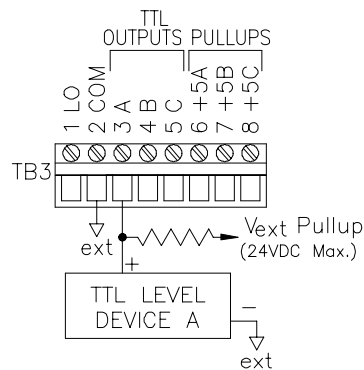 TTL
OUTPUTS PULLUPS
1 LO
2 COM
3 A
4 B
5 C
6 +5A
7 +5B
8 +5C
TB3
ext
Vext Pullup
(24VDC Max.)
+
TTL LEVEL
DEVICE A
−
ext